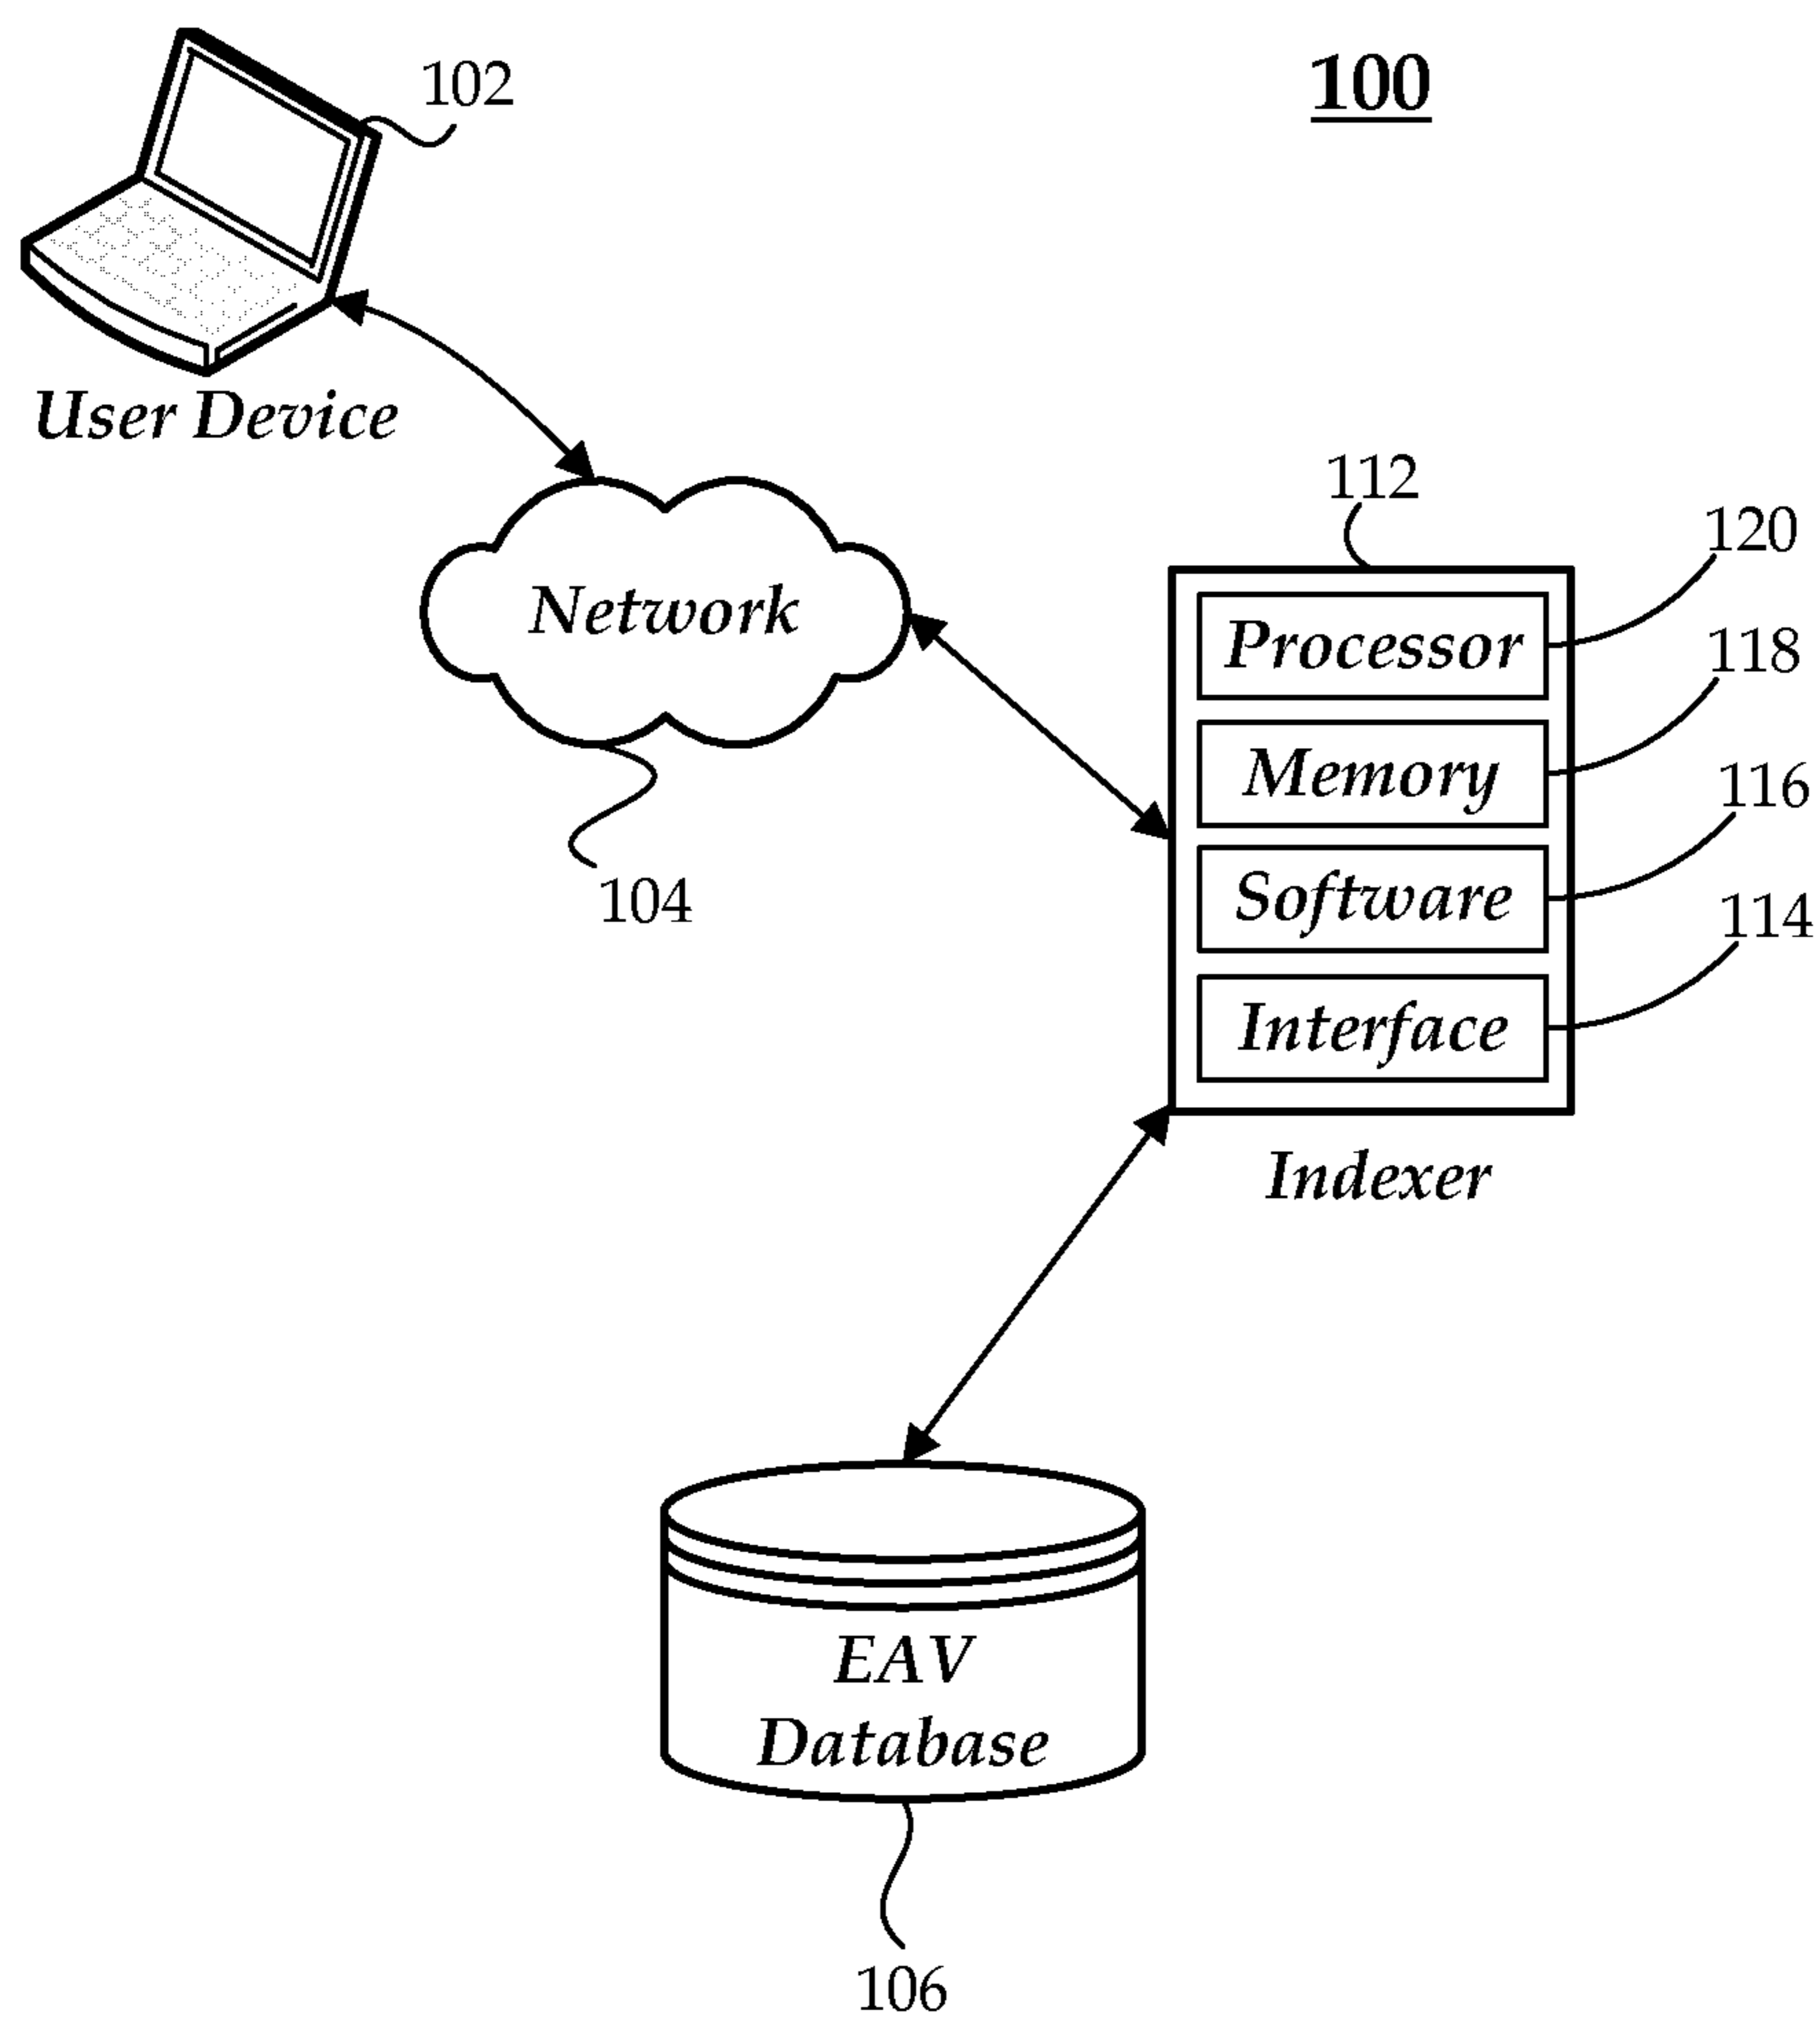 102
100
User Device
112
120
Network
Processor
118
Memory
116
Software
104
114
Interface
Indexer
EAV
Database
106